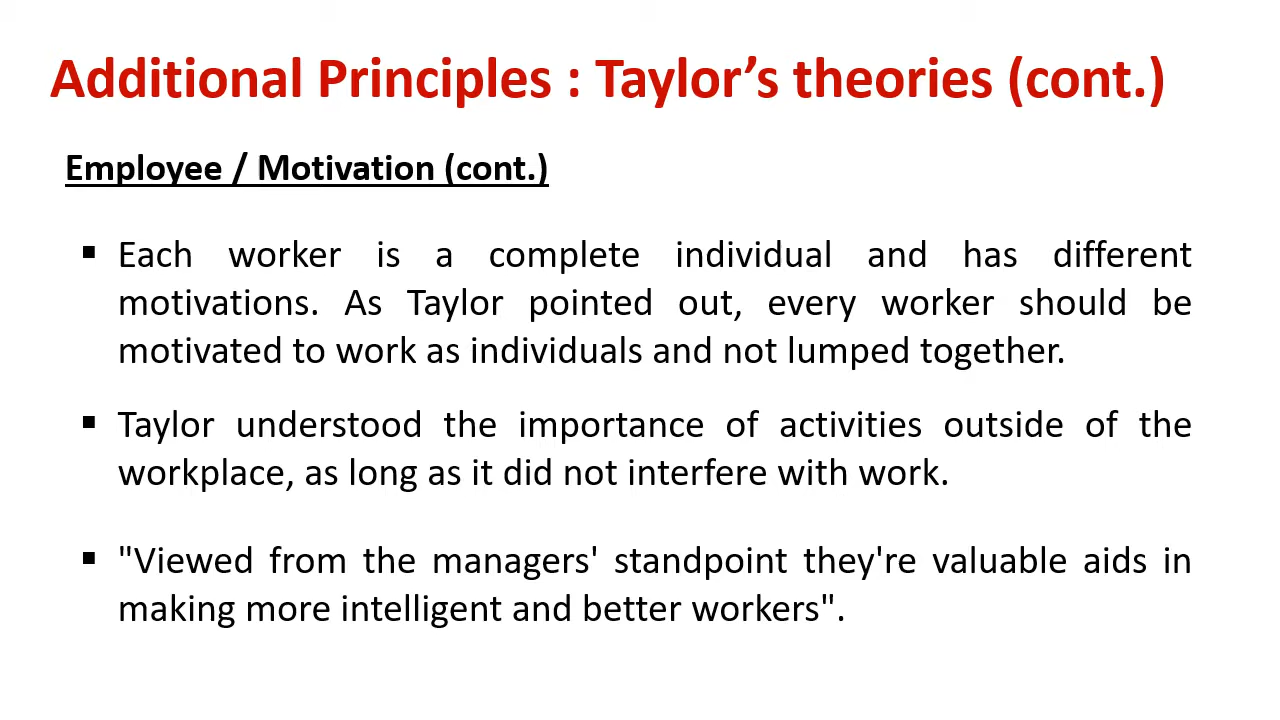 Additional Principles : Taylor’s theories (cont.)
Employee / Motivation (cont.)
▪ Each worker is a complete individual and has different
motivations. As Taylor pointed out, every worker should be
motivated to work as individuals and not lumped together.
▪ Taylor understood the importance of activities outside of the
workplace, as long as it did not interfere with work.
▪ "Viewed from the managers' standpoint they're valuable aids in
making more intelligent and better workers".